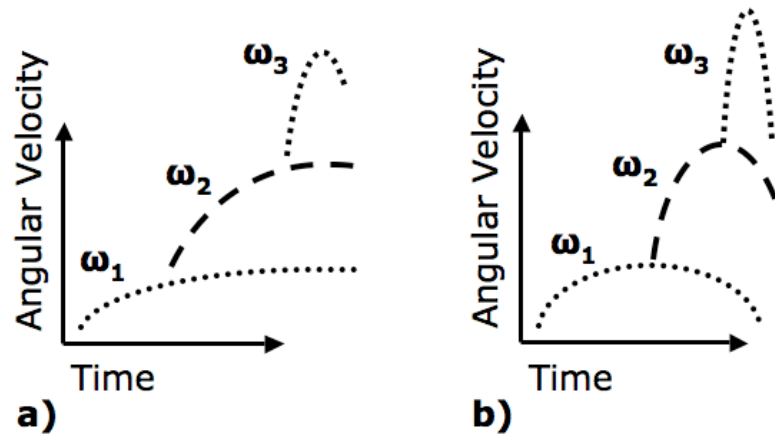 Angular Velocity
ω1
ω2
ω3
Time
a)
Angular Velocity
ω1
ω2
ω3
Time
b)